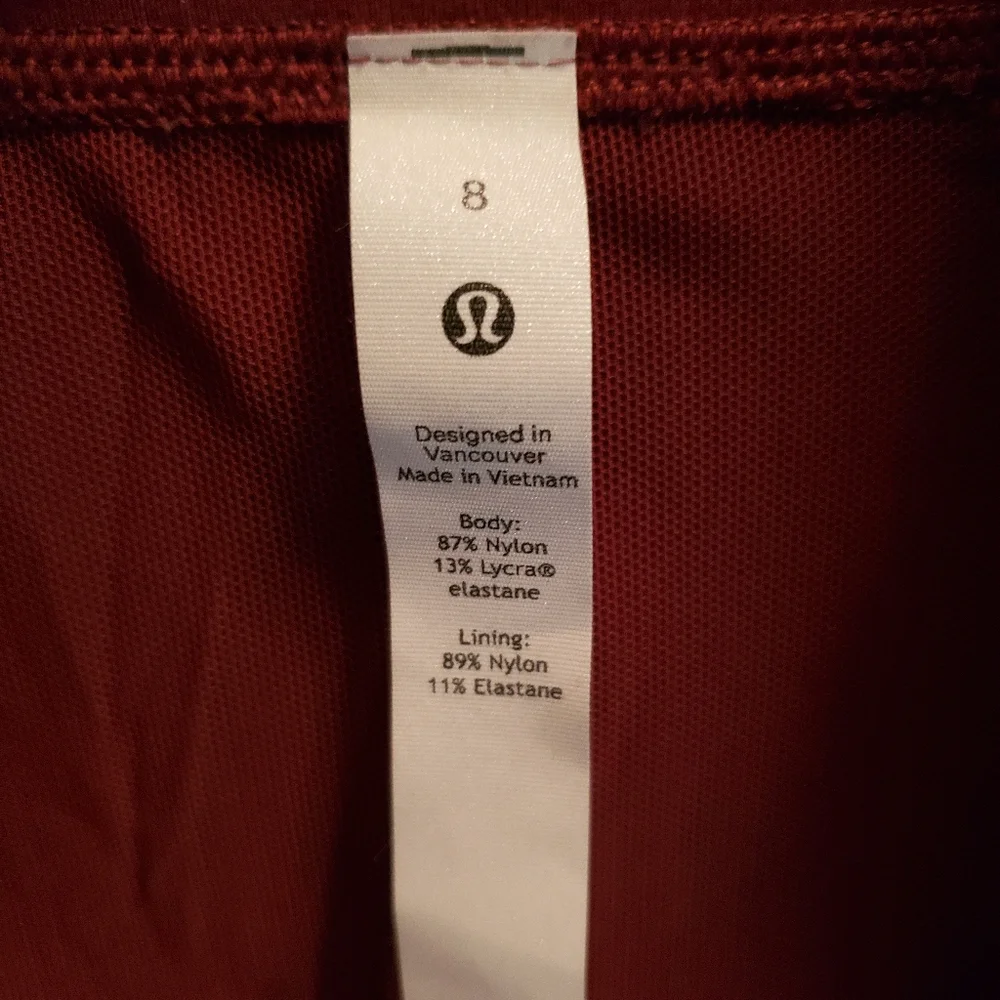 8
Designed in
Vancouver
Made in Vietnam
Body:
87% Nylon
13% Lycra®
elastane
Lining:
89% Nylon
11% Elastane